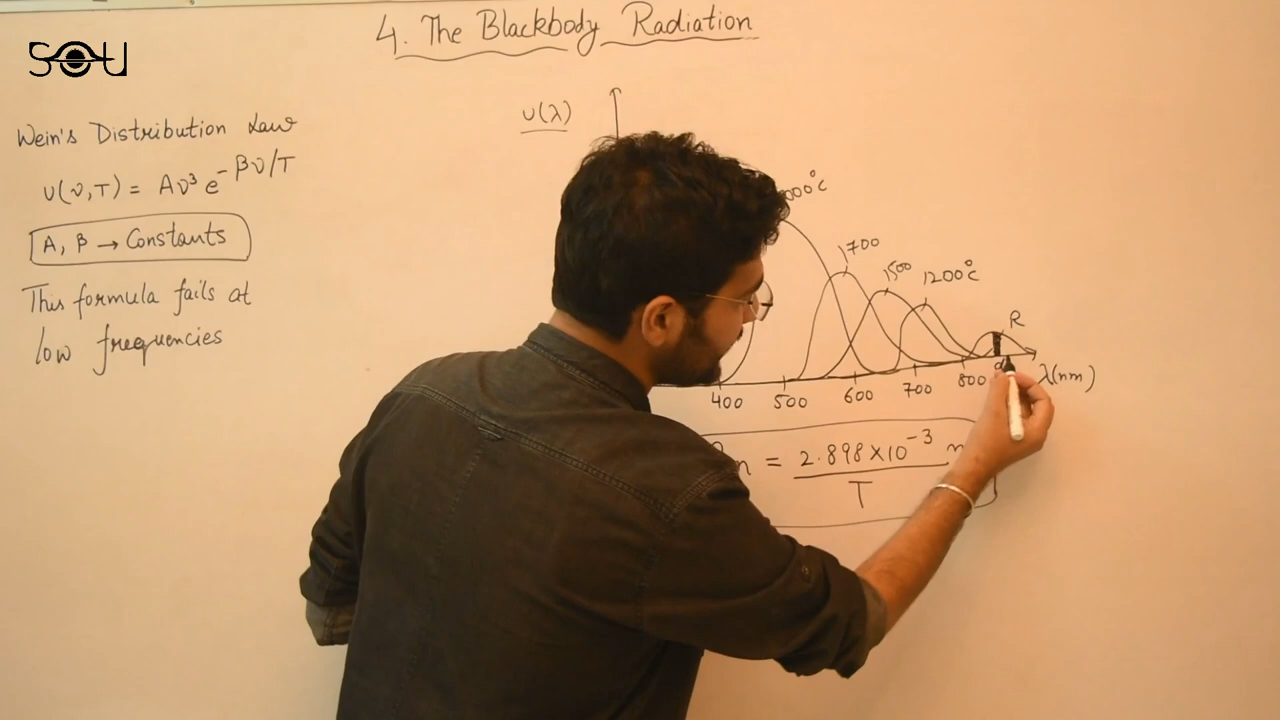 SOU
4. The Blackbody Radiation
Wein's Distribution Law
u(ν,T) = Aν³ e^-βν/T
A, β → Constants
This formula fails at
low frequencies
u(λ)
000°C
1700
1500
1200°C
R
400 500 600 700 800
λ(nm)
= 2.898×10⁻³
T